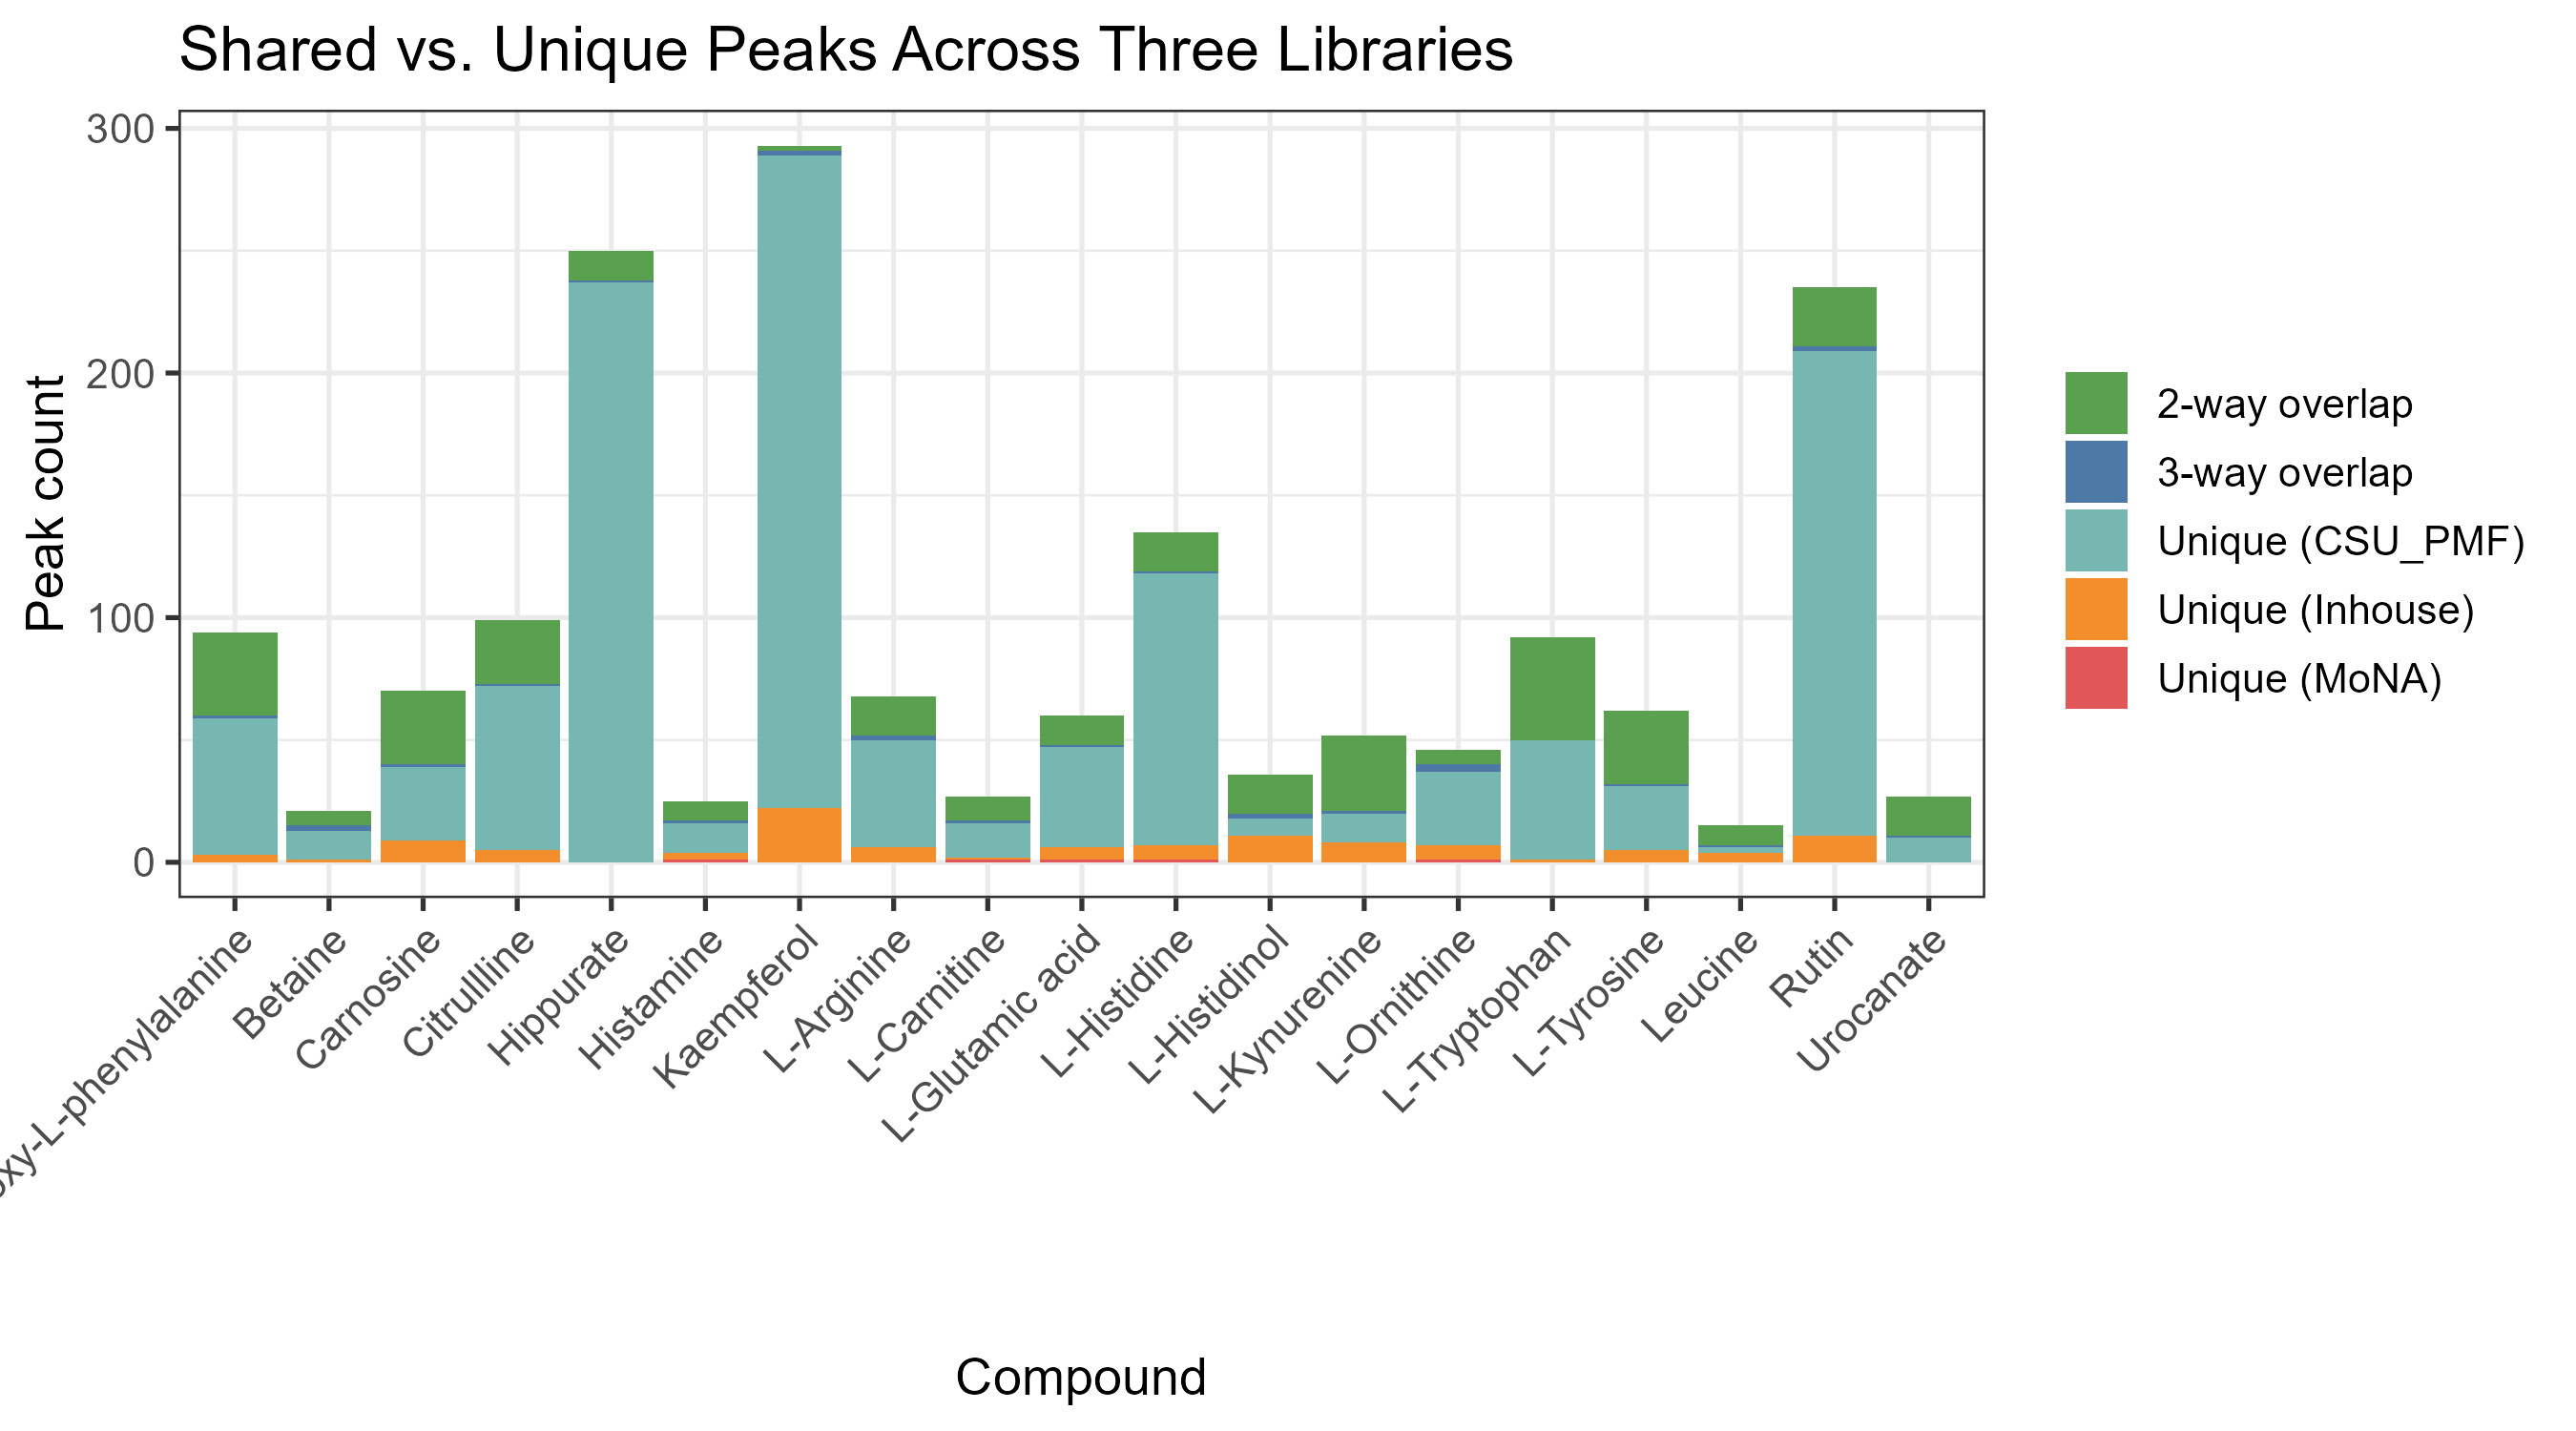 Shared vs. Unique Peaks Across Three Libraries
Peak count
300
200
100
0
xy-L-phenylalanine
Betaine
Carnosine
Citrullline
Hippurate
Histamine
Kaempferol
L-Arginine
L-Carnitine
L-Glutamic acid
L-Histidine
L-Histidinol
L-Kynurenine
L-Ornithine
L-Tryptophan
L-Tyrosine
Leucine
Rutin
Urocanate
Compound
2-way overlap
3-way overlap
Unique (CSU_PMF)
Unique (Inhouse)
Unique (MoNA)